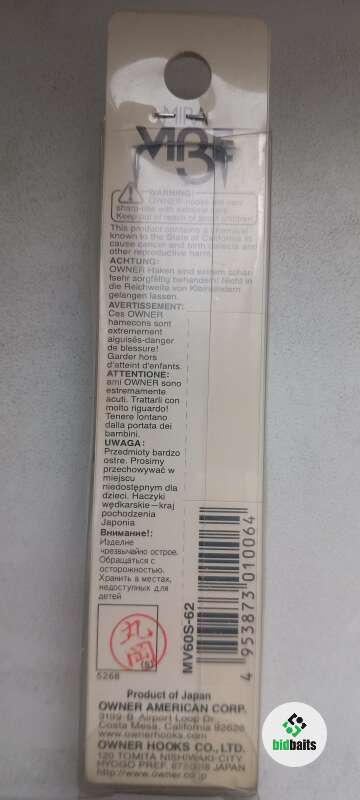 MIRA
VIBE
WARNING!
OWNER hooks are very
sharp-use with extreme care.
Keep out of reach of small children
This product contains a chemical
known to the State of California to
cause cancer and birth defects and
other reproductive harm.
ACHTUNG:
OWNER Haken sind extrem scharf
sehr sorgfältig behandeln! Nicht in
die Reichweite von Kleinkindern
gelangen lassen.
AVERTISSEMENT:
Ces OWNER
hamecons sont
extremement
aiguisés-danger
de blessure!
Garder hors
d'atteint d'enfants.
ATTENTIONE:
ami OWNER sono
estremamente
acuti. Trattarli con
molto riguardo!
Tenere lontano
dalla portata dei
bambini.
UWAGA:
Przedmioty bardzo
ostre. Prosimy
przechowywać w
miejscu
niedostępnym dla
dzieci. Haczyki
wędkarskie-kraj
pochodzenia
Japonia
Внимание!:
Изделие
чрезвычайно острое.
Обращаться с
осторожностью.
Хранить в местах,
недоступных для
детей
丸岡
(S)
5268
MV60S-62
4 953873 010064
Product of Japan
OWNER AMERICAN CORP.
3199-B Airport Loop Dr.,
Costa Mesa, California 92626
www.ownerhooks.com
OWNER HOOKS CO., LTD.
120 TOMITA NISHIWAKI-CITY
HYOGO PREF. 677-0018 JAPAN
http://www.owner.co.jp
bidbaits